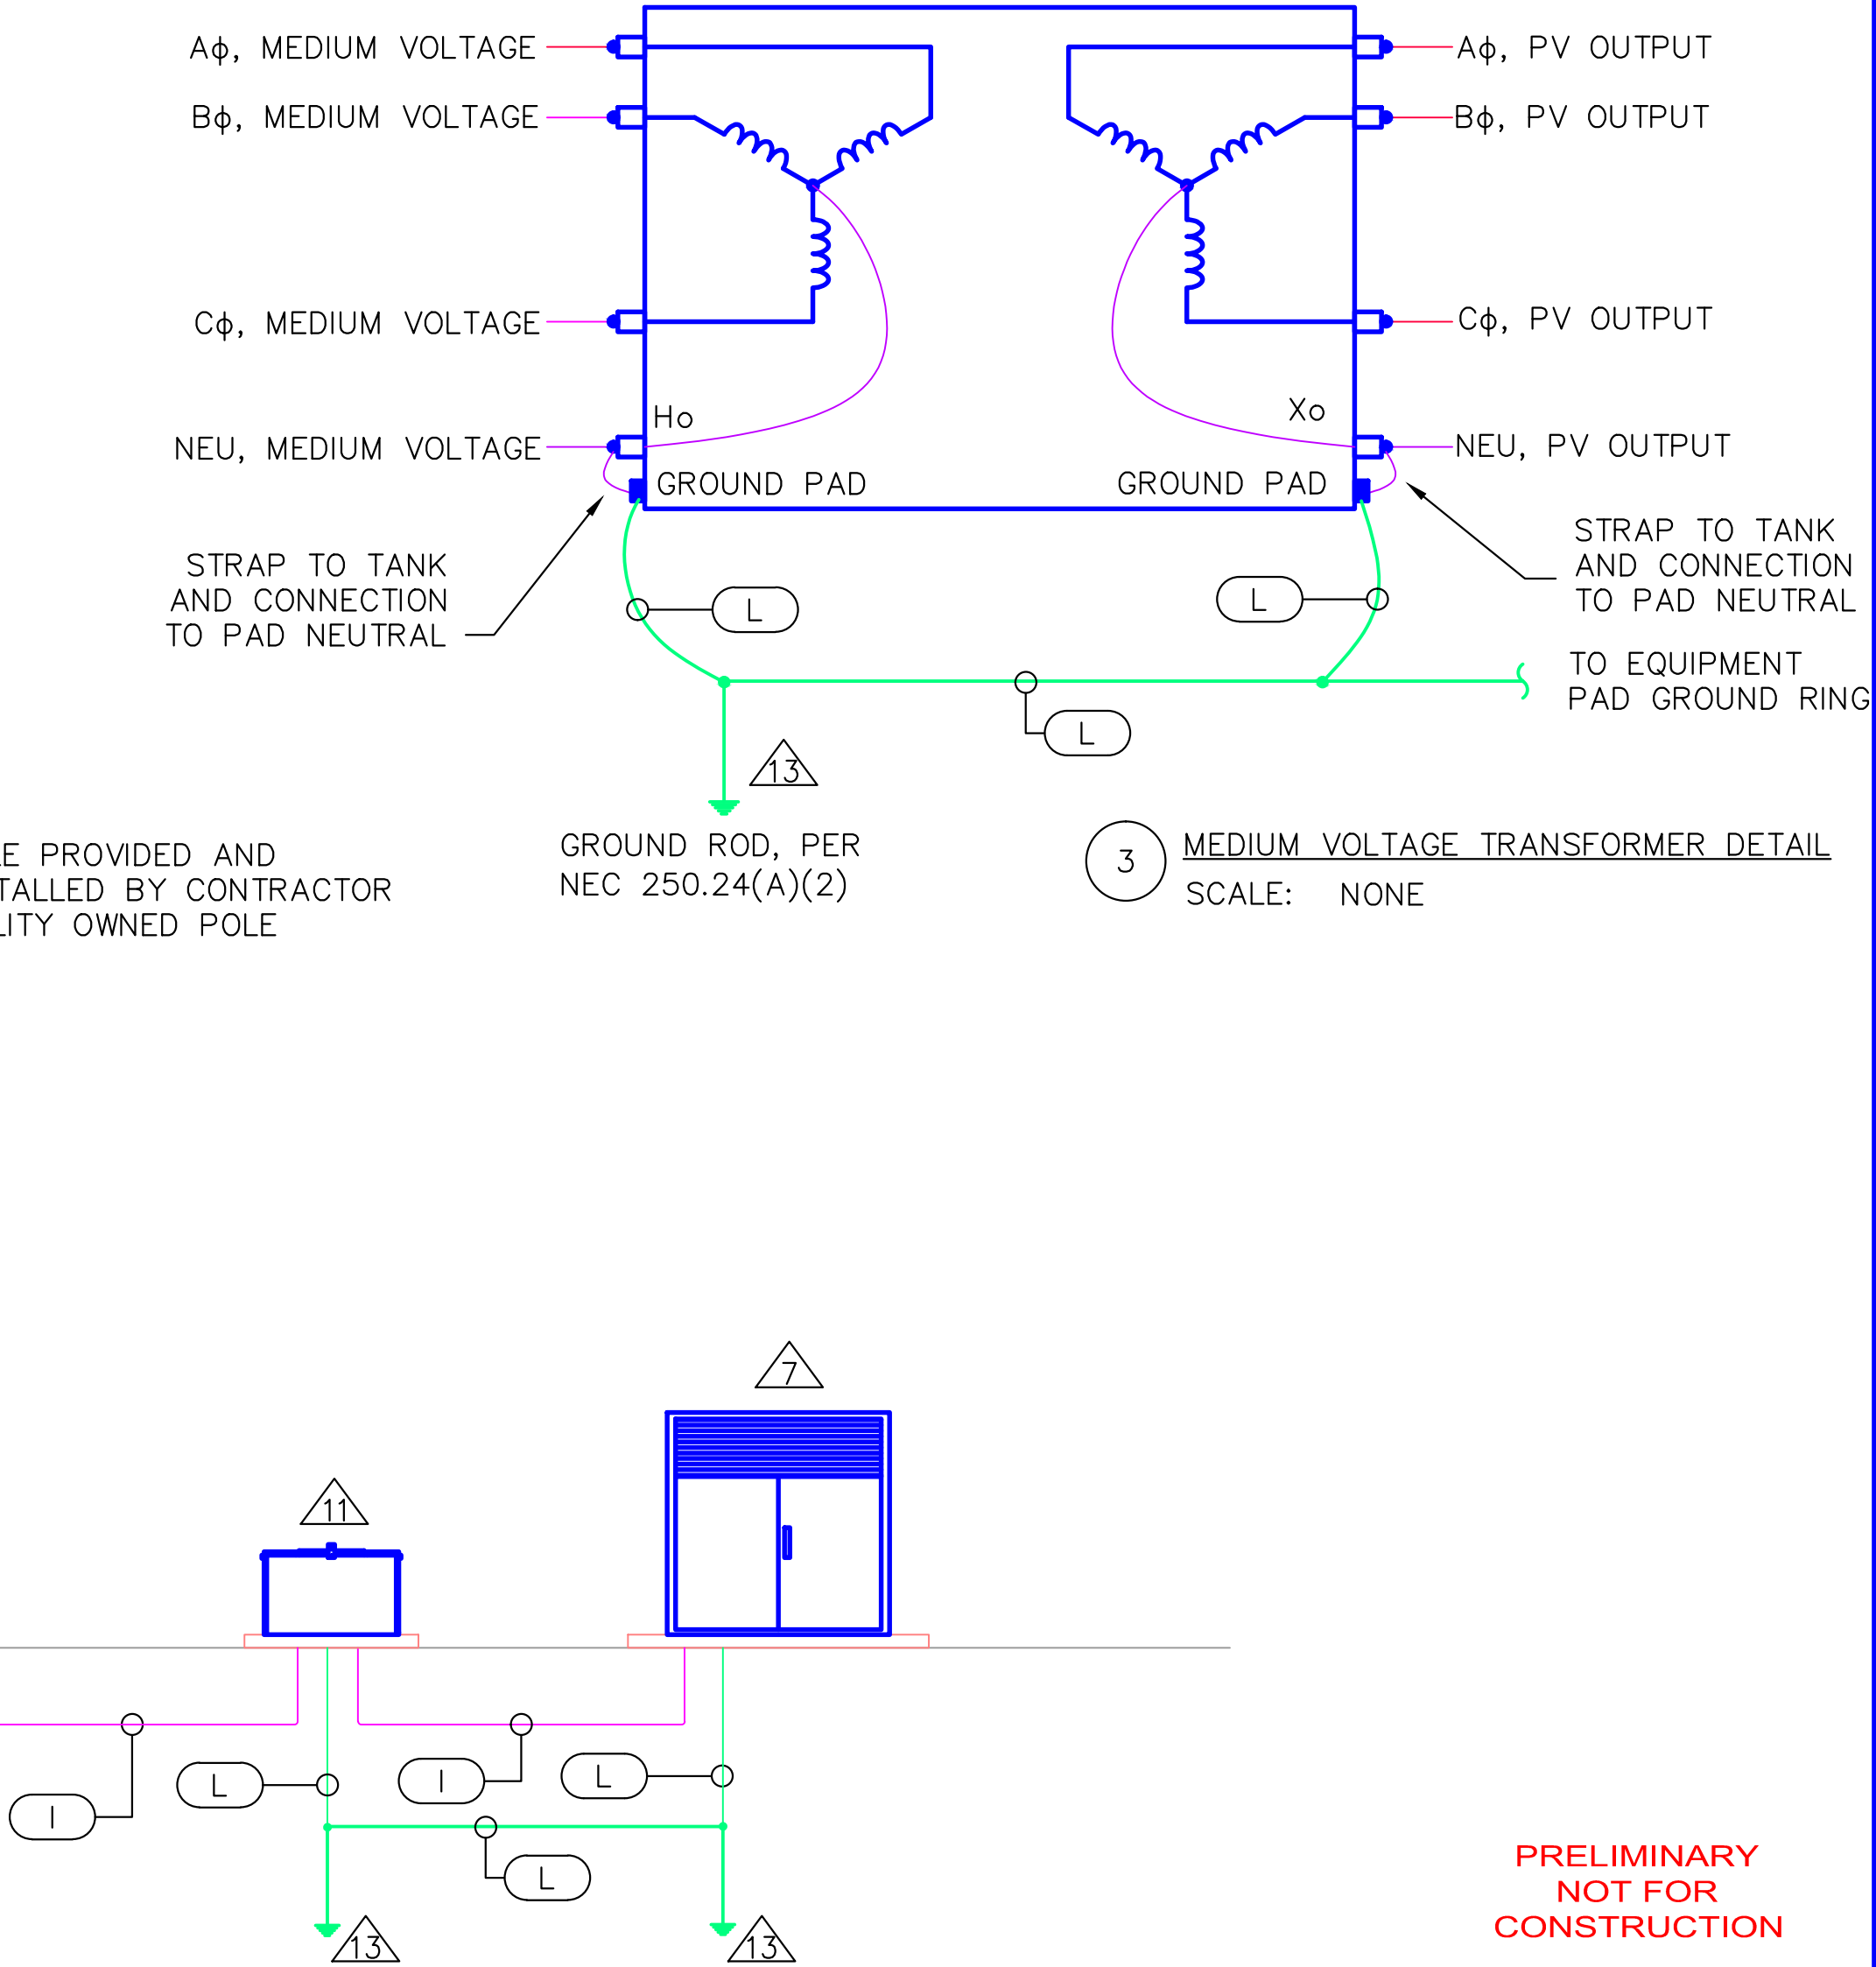 Aϕ, MEDIUM VOLTAGE
Bϕ, MEDIUM VOLTAGE
Cϕ, MEDIUM VOLTAGE
NEU, MEDIUM VOLTAGE
Aϕ, PV OUTPUT
Bϕ, PV OUTPUT
Cϕ, PV OUTPUT
NEU, PV OUTPUT
Ho
Xo
GROUND PAD
GROUND PAD
STRAP TO TANK
AND CONNECTION
TO PAD NEUTRAL
STRAP TO TANK
AND CONNECTION
TO PAD NEUTRAL
L
L
L
TO EQUIPMENT
PAD GROUND RING
13
GROUND ROD, PER
NEC 250.24(A)(2)
3
MEDIUM VOLTAGE TRANSFORMER DETAIL
SCALE: NONE
E PROVIDED AND
TALLED BY CONTRACTOR
LITY OWNED POLE
7
11
I
L
I
L
L
13
13
PRELIMINARY
NOT FOR
CONSTRUCTION